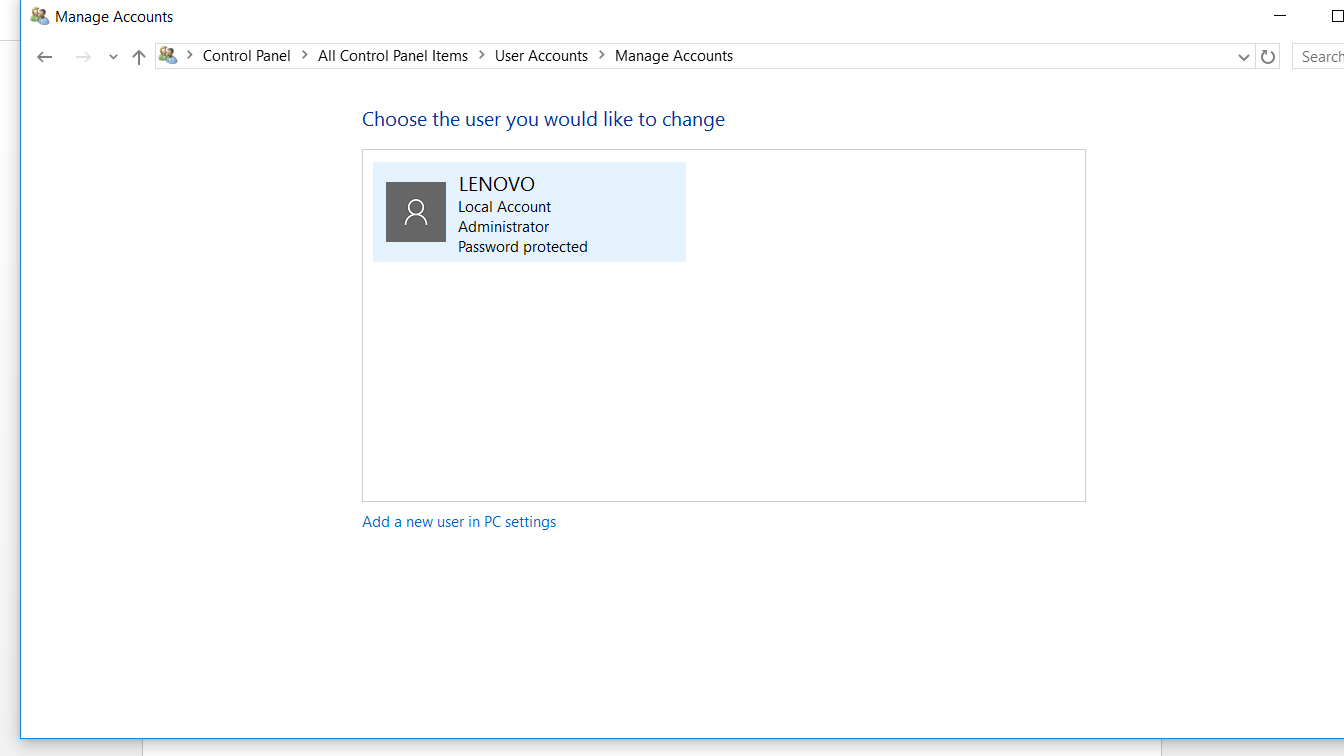 Manage Accounts
Control Panel > All Control Panel Items > User Accounts > Manage Accounts
Search
Choose the user you would like to change
LENOVO
Local Account
Administrator
Password protected
Add a new user in PC settings